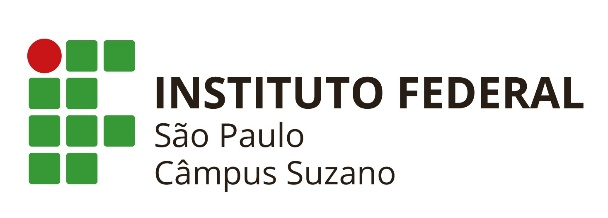 INSTITUTO FEDERAL
São Paulo
Câmpus Suzano